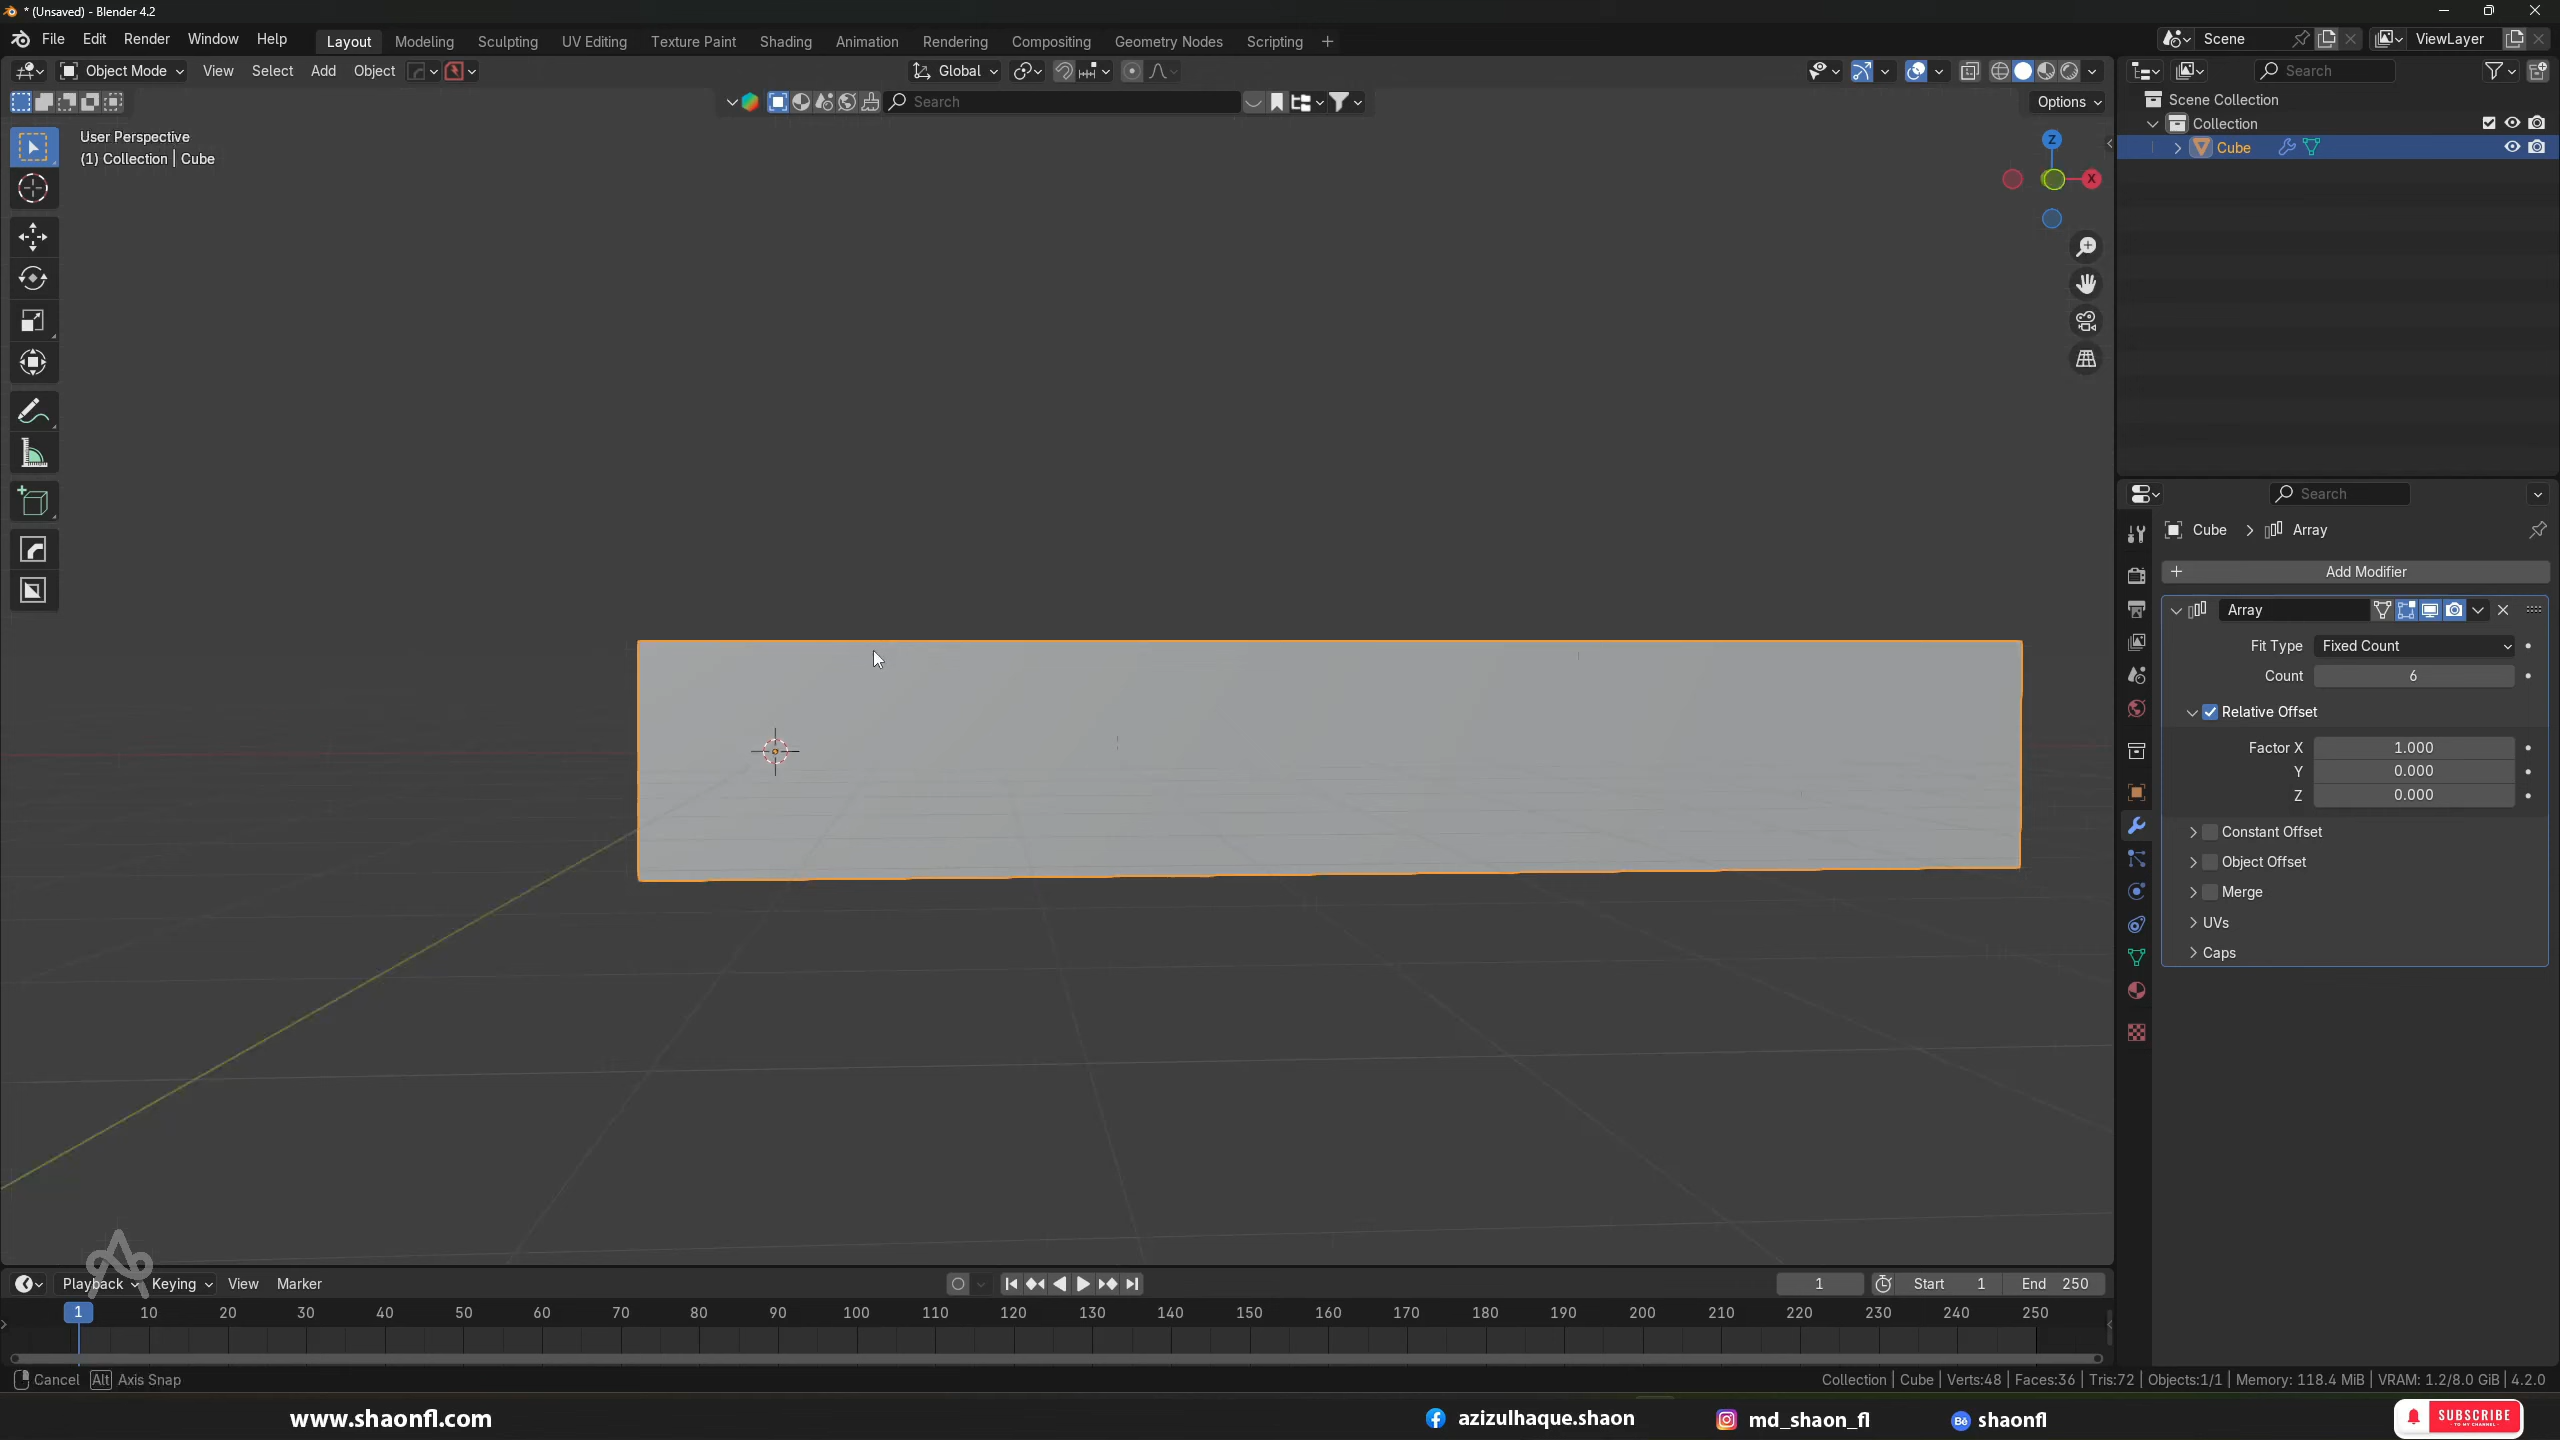 * (Unsaved) - Blender 4.2
File Edit Render Window Help Layout Modeling Sculpting UV Editing Texture Paint Shading Animation Rendering Compositing Geometry Nodes Scripting + Scene ViewLayer
Object Mode View Select Add Object Global Search
Search Options
User Perspective
(1) Collection | Cube
Z
X
Scene Collection
Collection
Cube
Search
Cube > Array
+ Add Modifier
Array
Fit Type Fixed Count
Count 6
Relative Offset
Factor X 1.000
Y 0.000
Z 0.000
Constant Offset
Object Offset
Merge
UVs
Caps
Playback Keying View Marker 1 Start 1 End 250
1 10 20 30 40 50 60 70 80 90 100 110 120 130 140 150 160 170 180 190 200 210 220 230 240 250
Cancel Alt Axis Snap Collection | Cube | Verts:48 | Faces:36 | Tris:72 | Objects:1/1 | Memory: 118.4 MiB | VRAM: 1.2/8.0 GiB | 4.2.0
www.shaonfl.com azizulhaque.shaon md_shaon_fl Bē shaonfl SUBSCRIBE
TO MY CHANNEL